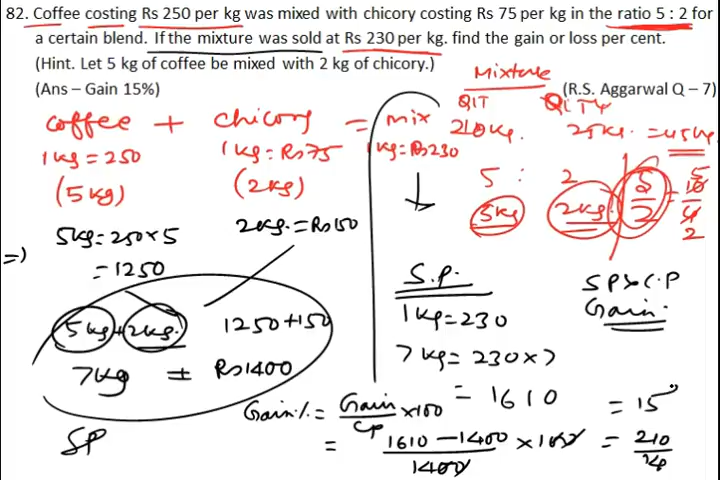 82. Coffee costing Rs 250 per kg was mixed with chicory costing Rs 75 per kg in the ratio 5 : 2 for
a certain blend. If the mixture was sold at Rs 230 per kg. find the gain or loss per cent.
(Hint. Let 5 kg of coffee be mixed with 2 kg of chicory.)
(Ans – Gain 15%) (R.S. Aggarwal Q – 7)
Mixture
coffee + chicory = mix
1kg = 250 1kg = Rs75 1kg = Rs230
(5kg) (2kg)
5 : 2
5kg 2kg.
5kg = 250 × 5
= 1250
2kg. = Rs150
=)
5kg + 2kg. 1250 + 150
7kg = Rs1400
SP
S.P.
1kg = 230
7kg = 230 × 7
= 1610
SP > C.P
Gain.
Gain% = Gain/CP × 100
= 1610 – 1400/1400 × 100 = 210/14
= 15